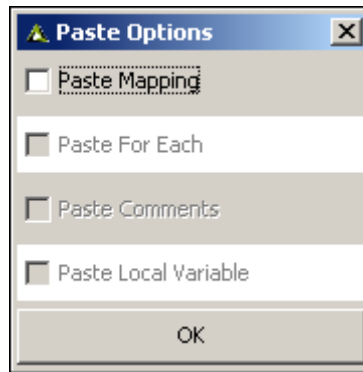 Paste Options
Paste Mapping
Paste For Each
Paste Comments
Paste Local Variable
OK